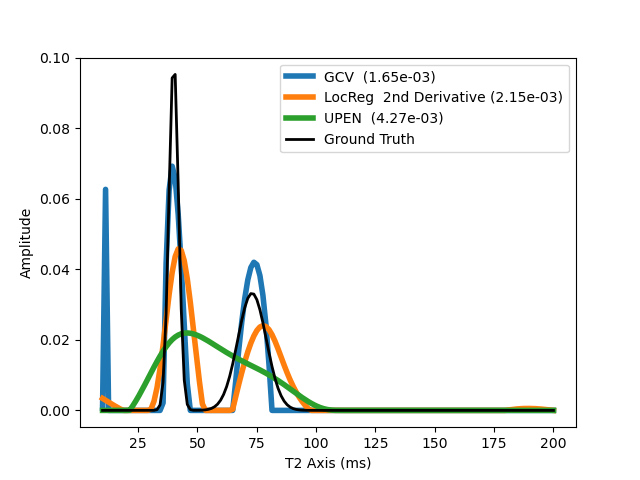 0.10
0.08
0.06
0.04
0.02
0.00
Amplitude
GCV  (1.65e-03)
LocReg  2nd Derivative (2.15e-03)
UPEN  (4.27e-03)
Ground Truth
25 50 75 100 125 150 175 200
T2 Axis (ms)